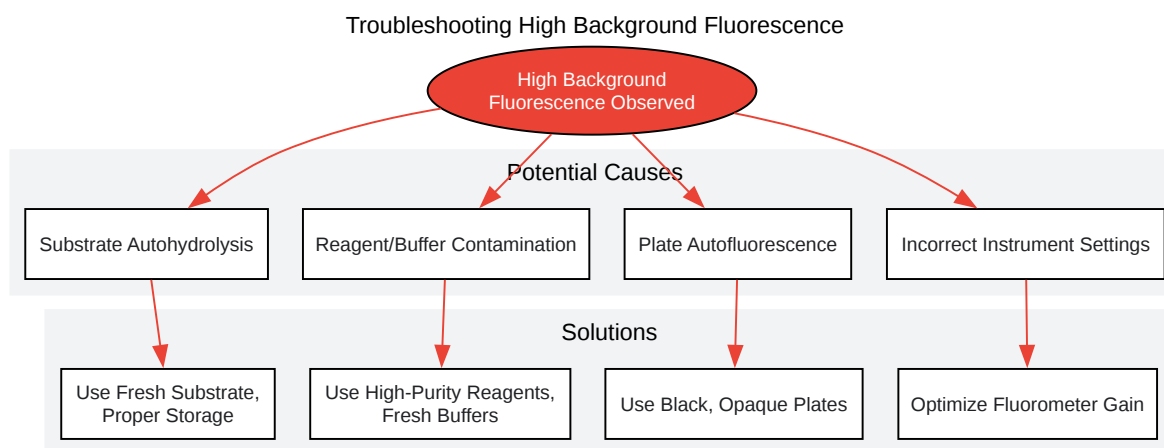 Troubleshooting High Background Fluorescence
High Background
Fluorescence Observed
Potential Causes
Substrate Autohydrolysis
Reagent/Buffer Contamination
Plate Autofluorescence
Incorrect Instrument Settings
Solutions
Use Fresh Substrate,
Proper Storage
Use High-Purity Reagents,
Fresh Buffers
Use Black, Opaque Plates
Optimize Fluorometer Gain